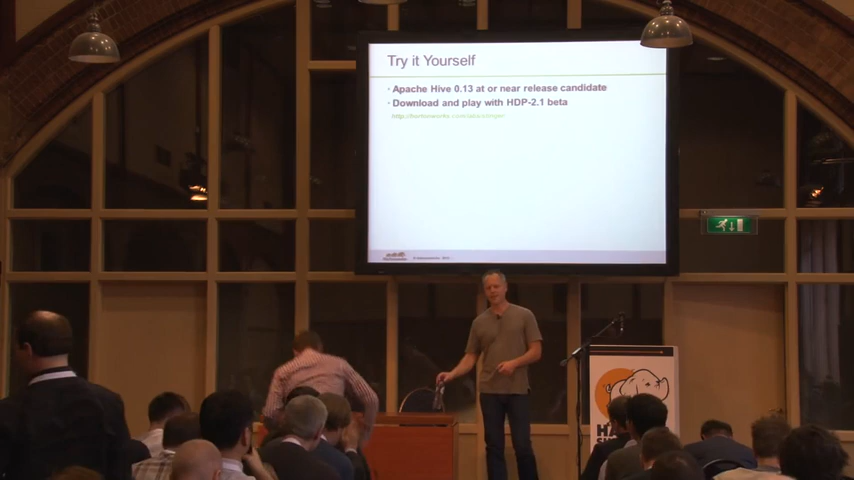 Try it Yourself
· Apache Hive 0.13 at or near release candidate
· Download and play with HDP-2.1 beta